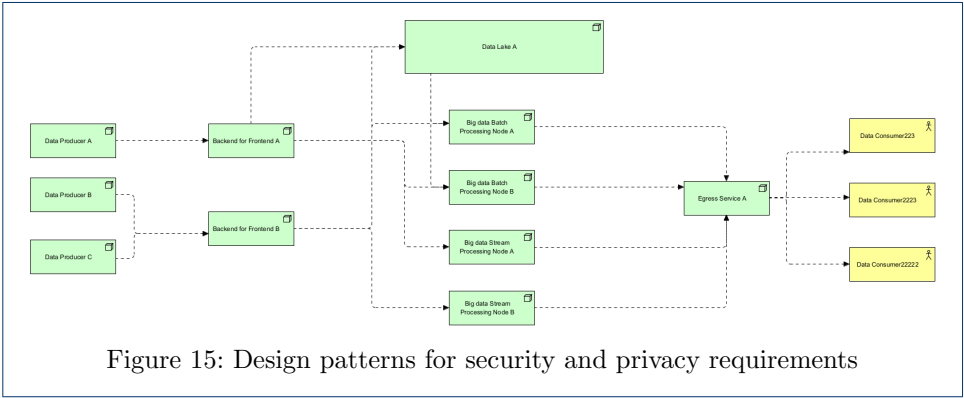 Data Lake A
Big data Batch
Processing Node A
Data Producer A
Backend for Frontend A
Data Consumer223
Big data Batch
Processing Node B
Data Producer B
Egress Service A
Data Consumer2223
Backend for Frontend B
Big data Stream
Processing Node A
Data Producer C
Data Consumer22222
Big data Stream
Processing Node B
Figure 15: Design patterns for security and privacy requirements